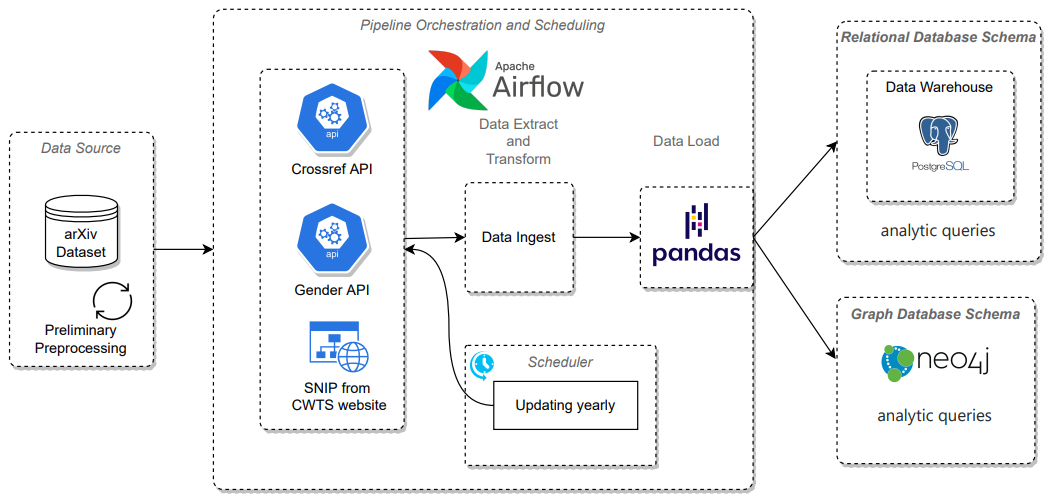 Data Source
arXiv
Dataset
Preliminary
Preprocessing
Pipeline Orchestration and Scheduling
Apache
Airflow
api
Crossref API
api
Gender API
SNIP from
CWTS website
Data Extract
and
Transform
Data Ingest
Data Load
pandas
Scheduler
Updating yearly
Relational Database Schema
Data Warehouse
PostgreSQL
analytic queries
Graph Database Schema
neo4j
analytic queries